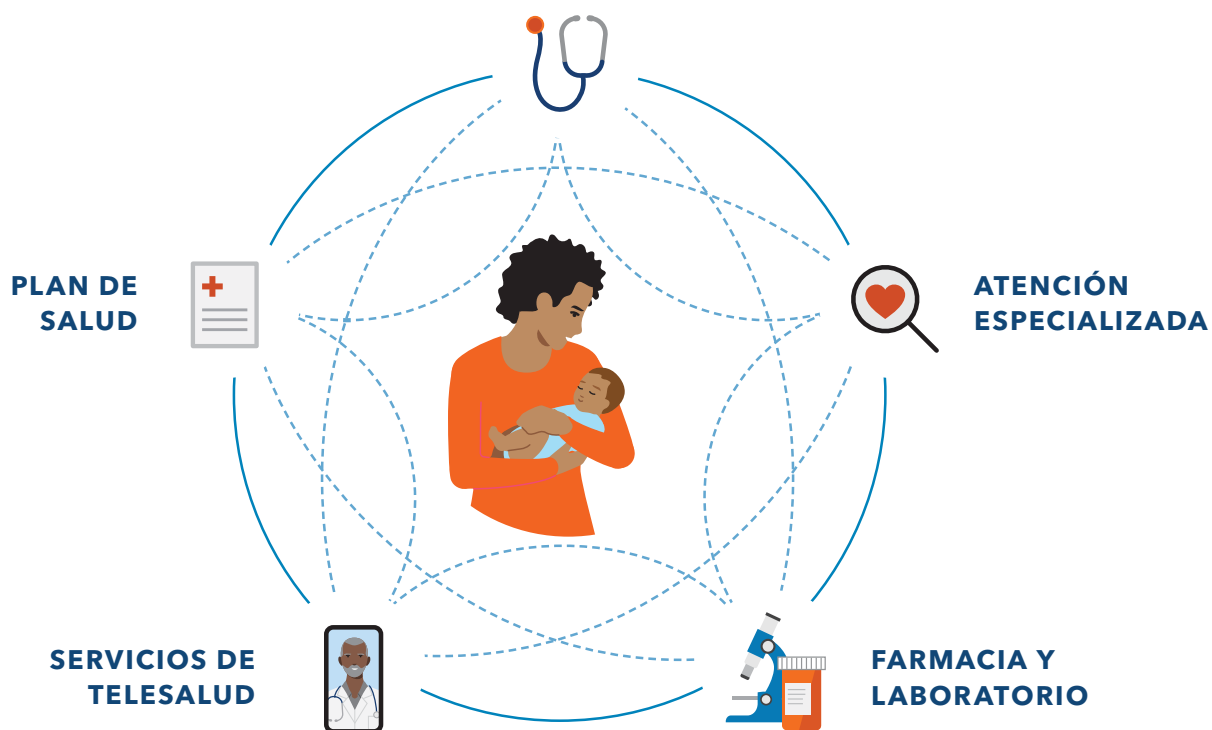 PLAN DE
SALUD
ATENCIÓN
ESPECIALIZADA
SERVICIOS DE
TELESALUD
FARMACIA Y
LABORATORIO